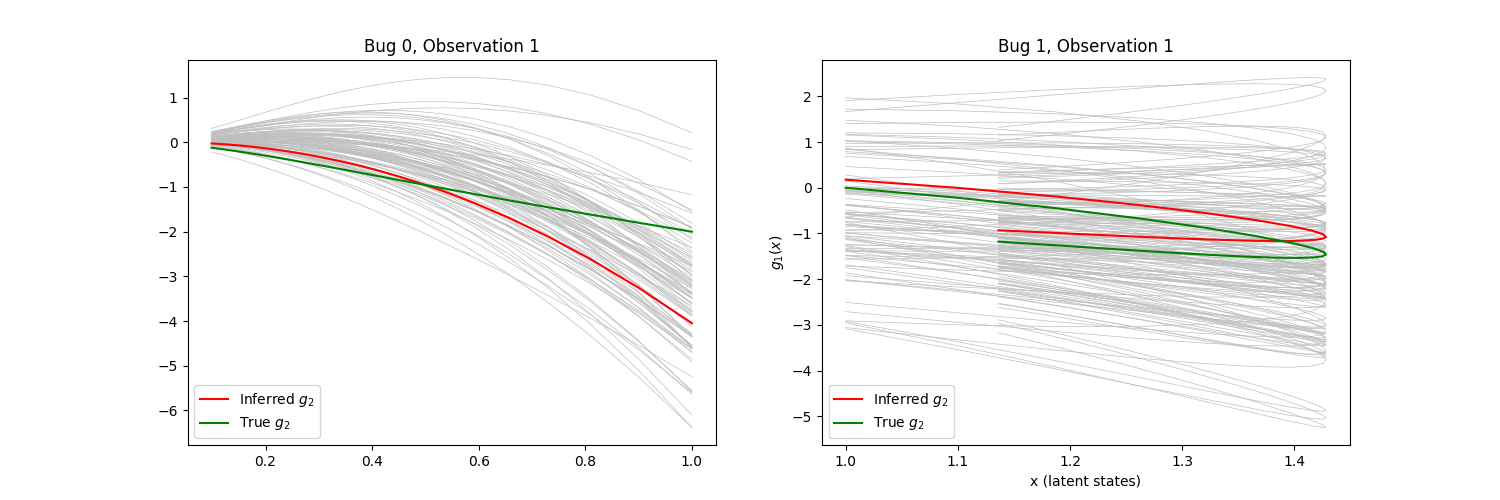 Bug 0, Observation 1
1
0
−1
−2
−3
−4
−5
−6
0.2 0.4 0.6 0.8 1.0
Inferred g₂
True g₂
Bug 1, Observation 1
g₁(x)
2
1
0
−1
−2
−3
−4
−5
1.0 1.1 1.2 1.3 1.4
x (latent states)
Inferred g₂
True g₂